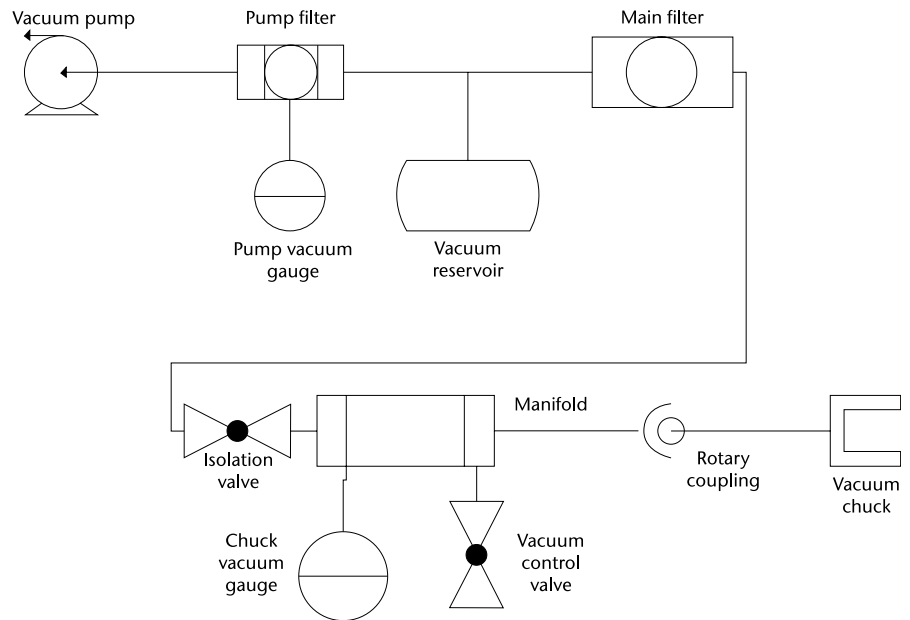 Vacuum pump
Pump filter
Main filter
Pump vacuum
gauge
Vacuum
reservoir
Manifold
Isolation
valve
Rotary
coupling
Vacuum
chuck
Chuck
vacuum
gauge
Vacuum
control
valve